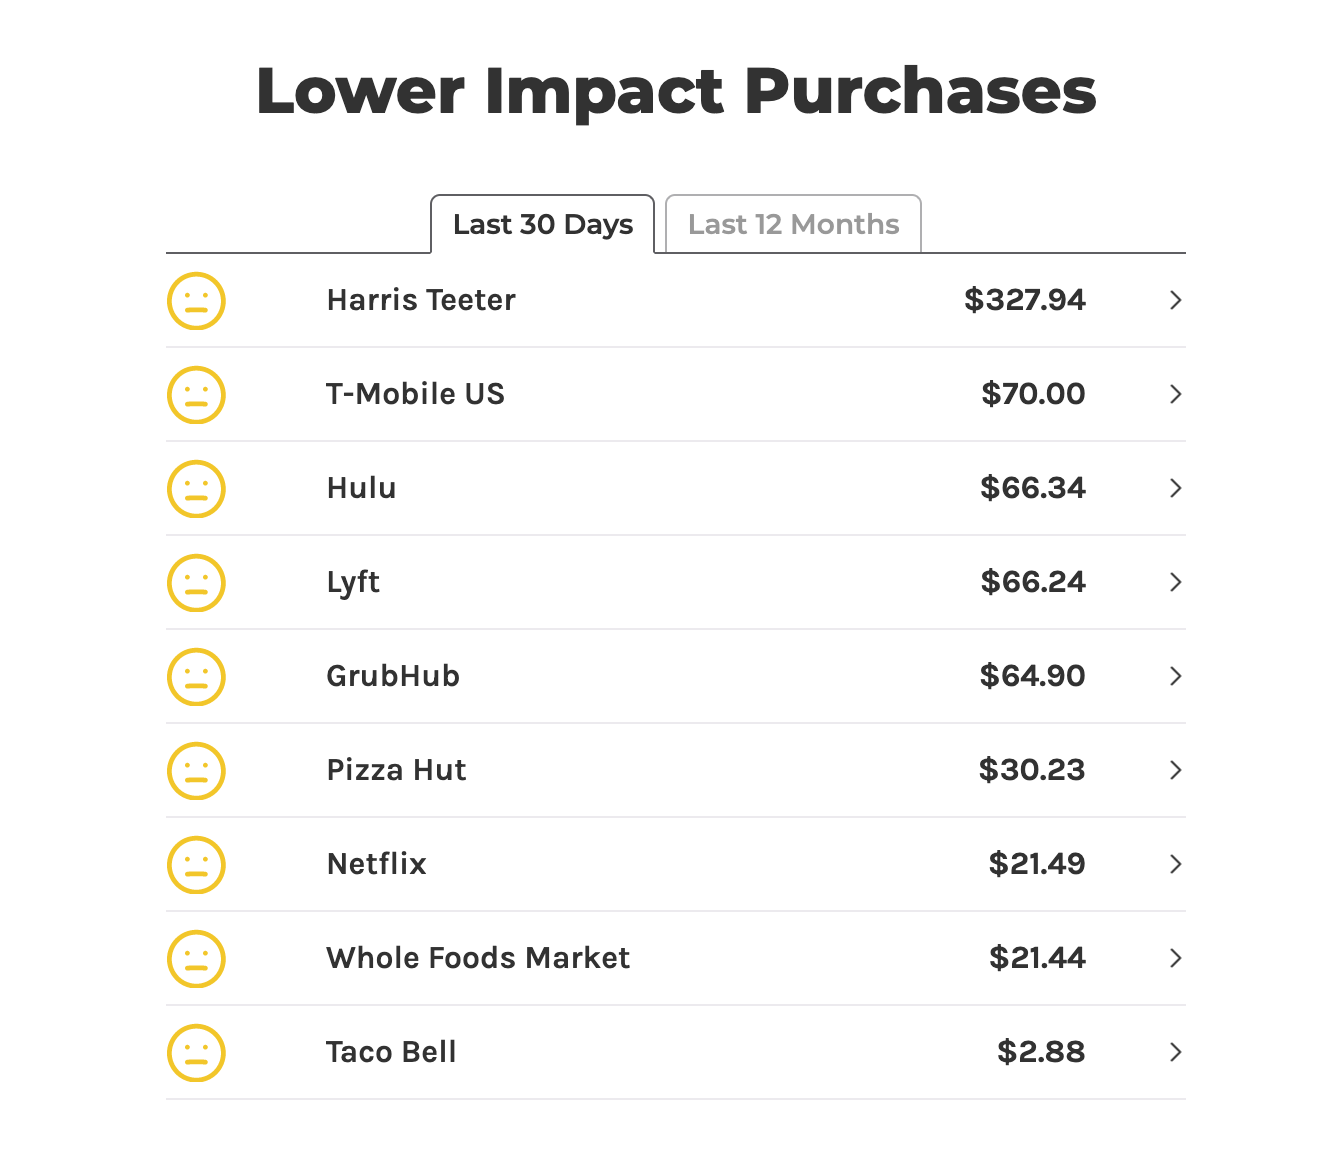 Lower Impact Purchases
Last 30 Days Last 12 Months
Harris Teeter $327.94
T-Mobile US $70.00
Hulu $66.34
Lyft $66.24
GrubHub $64.90
Pizza Hut $30.23
Netflix $21.49
Whole Foods Market $21.44
Taco Bell $2.88